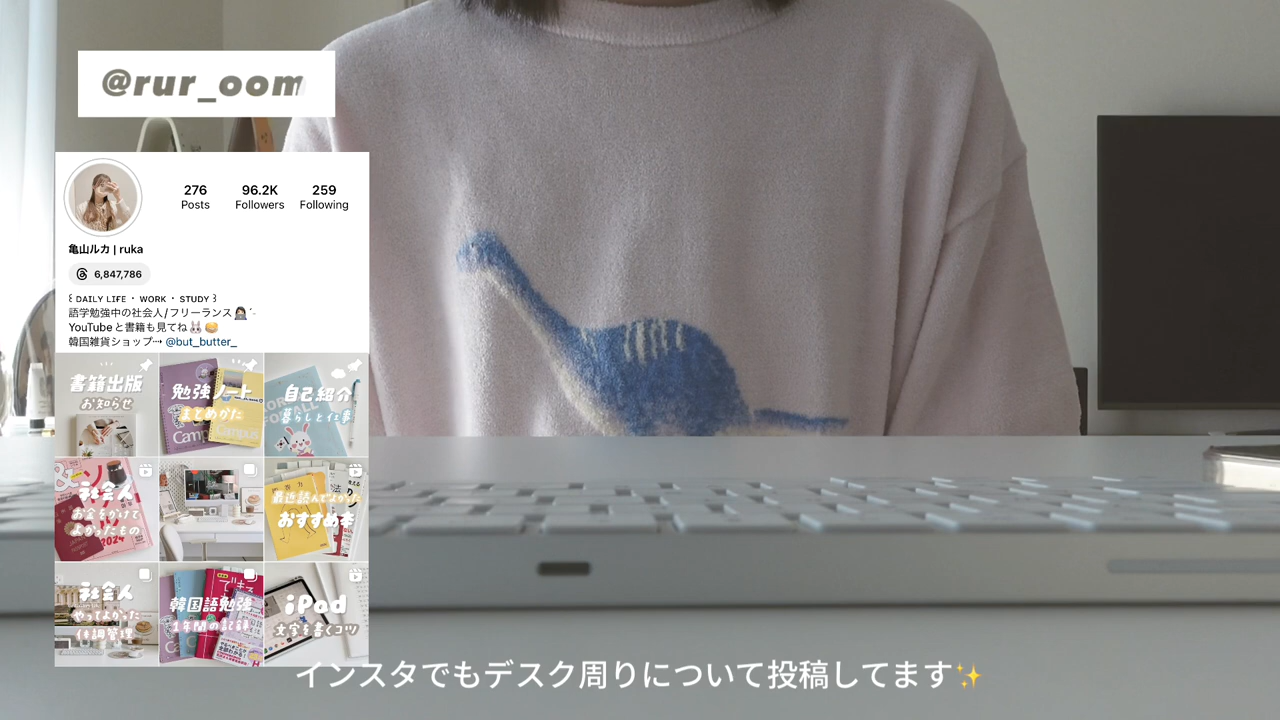 @rur_oom
276 96.2K 259
Posts Followers Following
亀山ルカ | ruka
6,847,786
꒰ DAILY LIFE ・ WORK ・ STUDY ꒱
語学勉強中の社会人/フリーランス👩🏻‍💻´-
YouTubeと書籍も見てね🐰🥞
韓国雑貨ショップ⤑ @but_butter_
書籍出版
お知らせ
勉強ノート
まとめかた
Campus
自己紹介
暮らしと仕事
社会人
お金をかけて
よかったもの
2024
最近読んでよかった
おすすめ本
社会人
やってよかった
体調管理
韓国語勉強
1年間の記録
iPad
文字を書くコツ
インスタでもデスク周りについて投稿してます✨